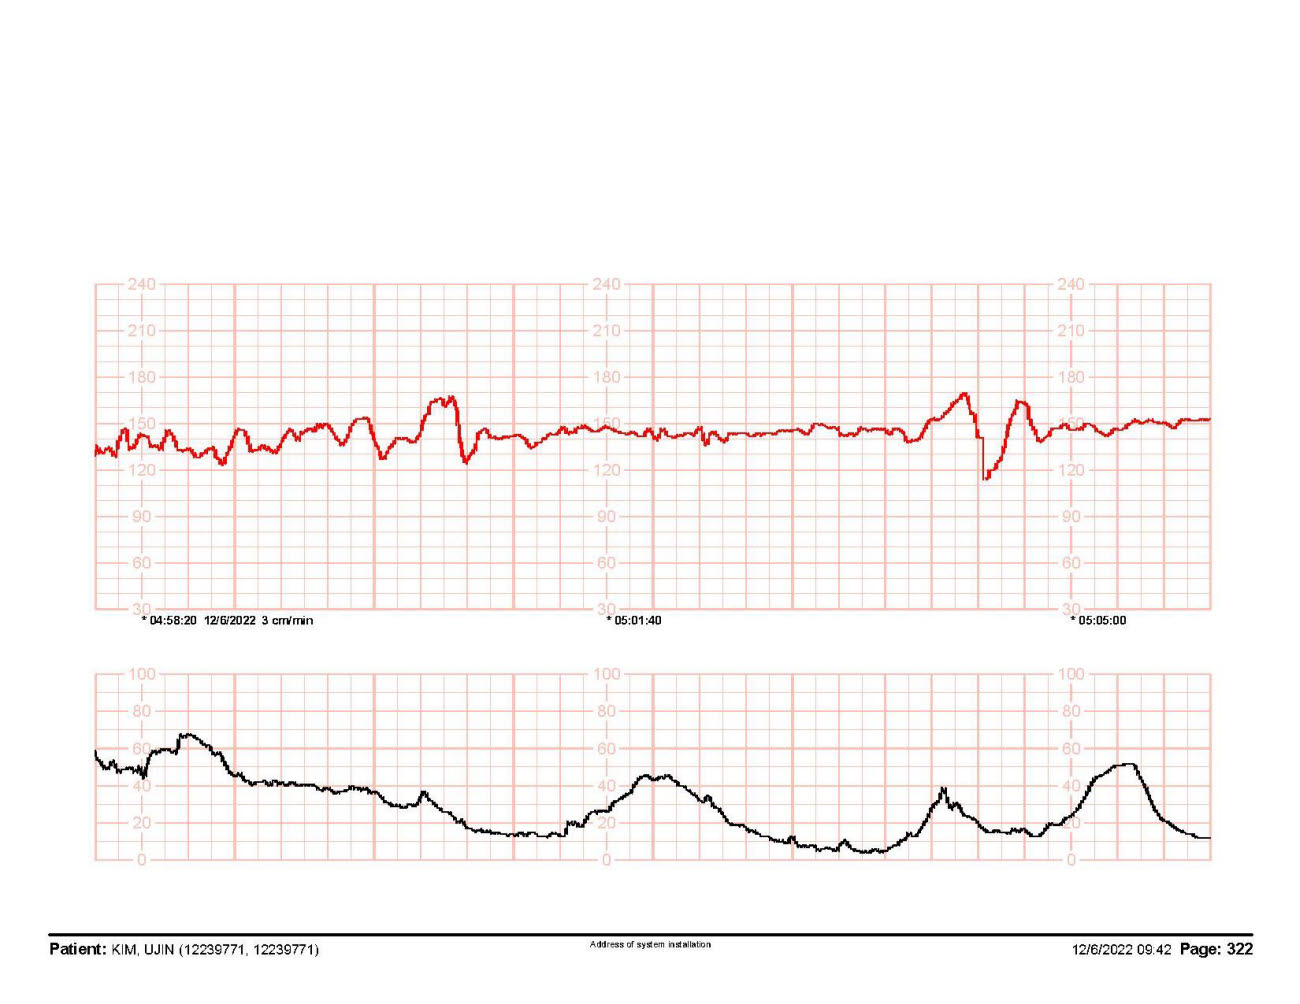 240 240 240
210 210 210
180 180 180
150 150 150
120 120 120
90 90 90
60 60 60
30 30 30
* 04:58:20 12/6/2022 3 cm/min * 05:01:40 * 05:05:00
100 100 100
80 80 80
60 60 60
40 40 40
20 20 20
0 0 0
Patient: KIM, UJIN (12239771, 12239771) Address of system installation 12/6/2022 09:42 Page: 322